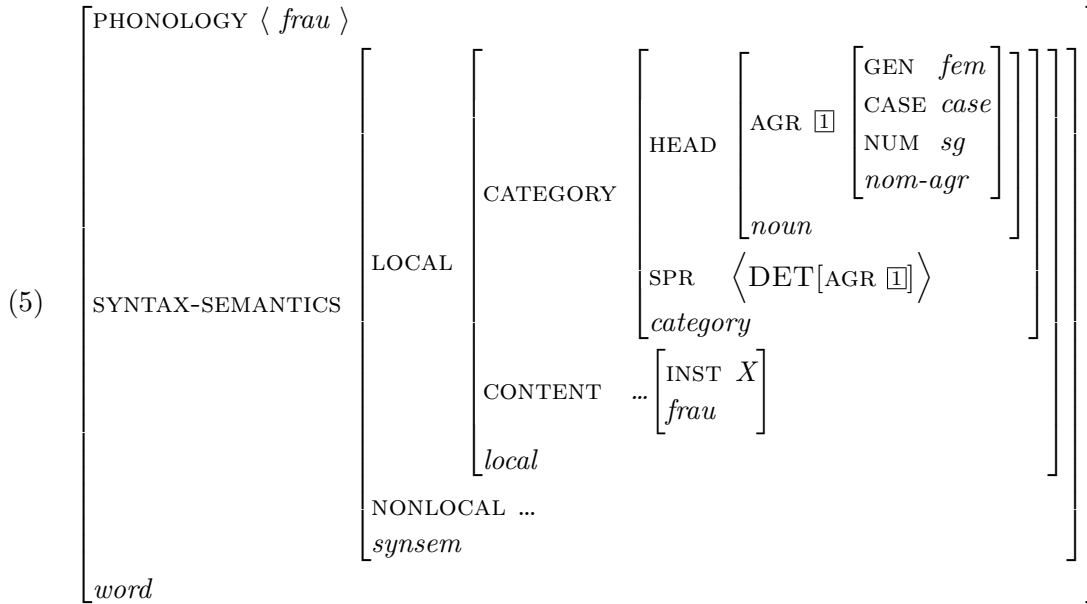 PHONOLOGY ⟨ frau ⟩
GEN fem
AGR [1] CASE case
HEAD NUM sg
CATEGORY nom-agr
noun
LOCAL
SPR ⟨DET[AGR [1]]⟩
(5) SYNTAX-SEMANTICS
category
INST X
CONTENT ...
frau
local
NONLOCAL ...
synsem
word